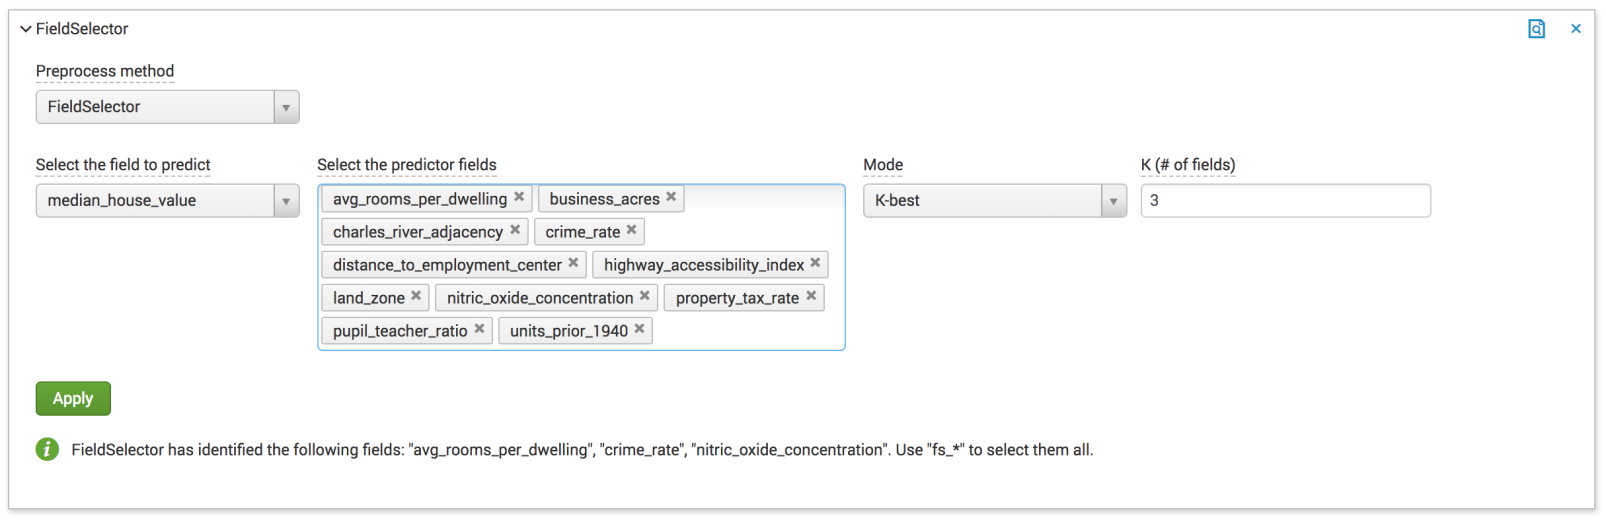 FieldSelector
Preprocess method
FieldSelector
Select the field to predict
median_house_value
Select the predictor fields
avg_rooms_per_dwelling business_acres
charles_river_adjacency crime_rate
distance_to_employment_center highway_accessibility_index
land_zone nitric_oxide_concentration property_tax_rate
pupil_teacher_ratio units_prior_1940
Mode
K-best
K (# of fields)
3
Apply
FieldSelector has identified the following fields: "avg_rooms_per_dwelling", "crime_rate", "nitric_oxide_concentration". Use "fs_*" to select them all.